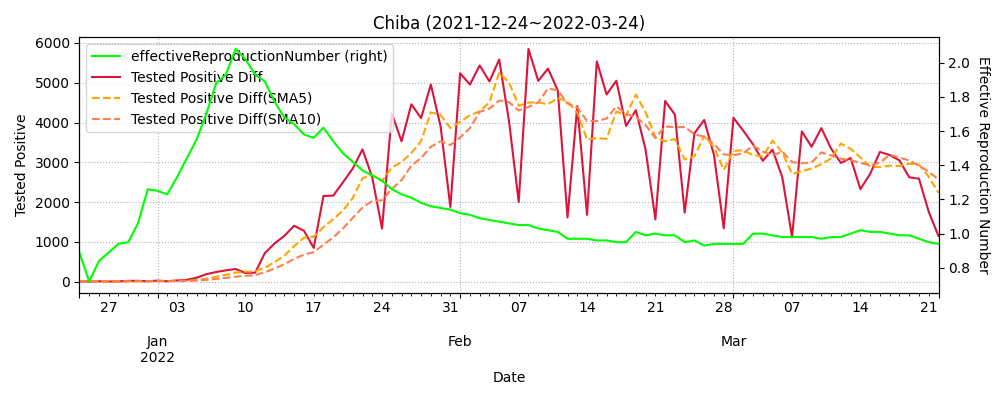 Chiba (2021-12-24~2022-03-24)
effectiveReproductionNumber (right)
Tested Positive Diff
Tested Positive Diff(SMA5)
Tested Positive Diff(SMA10)
Tested Positive
6000
5000
4000
3000
2000
1000
0
2.0
1.8
1.6
1.4
1.2
1.0
0.8
Effective Reproduction Number
27 03 10 17 24 31 07 14 21 28 07 14 21
Jan Feb Mar
2022
Date